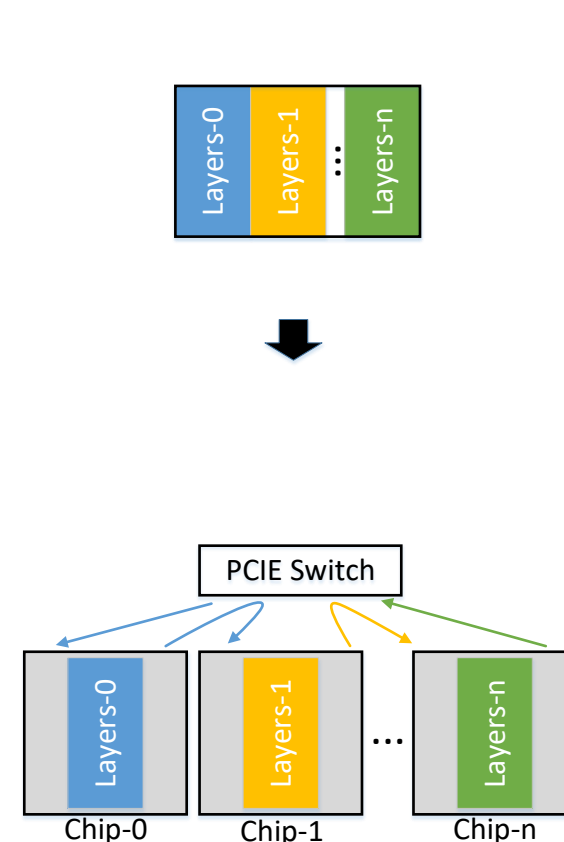 Layers-0
Layers-1
...
Layers-n
PCIE Switch
Layers-0
Layers-1
...
Layers-n
Chip-0
Chip-1
Chip-n